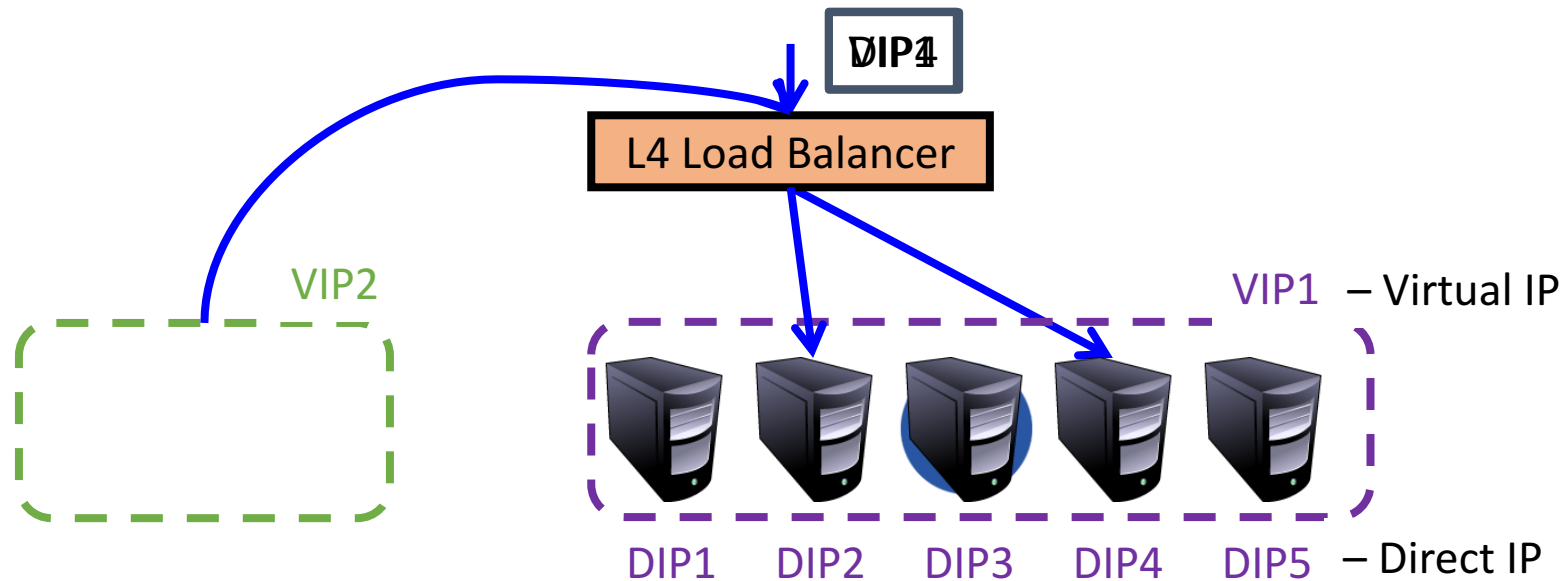 L4 Load Balancer
VIP2
VIP1 – Virtual IP
DIP1 DIP2 DIP3 DIP4 DIP5 – Direct IP